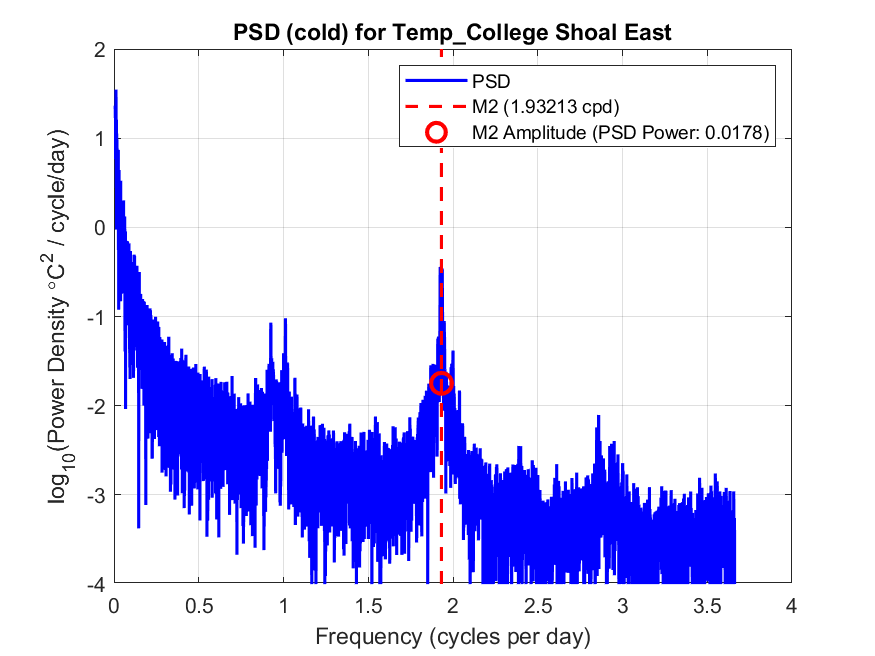 PSD (cold) for Temp_College Shoal East
PSD
M2 (1.93213 cpd)
M2 Amplitude (PSD Power: 0.0178)
log10(Power Density °C2 / cycle/day)
2
1
0
-1
-2
-3
-4
0
0.5
1
1.5
2
2.5
3
3.5
4
Frequency (cycles per day)